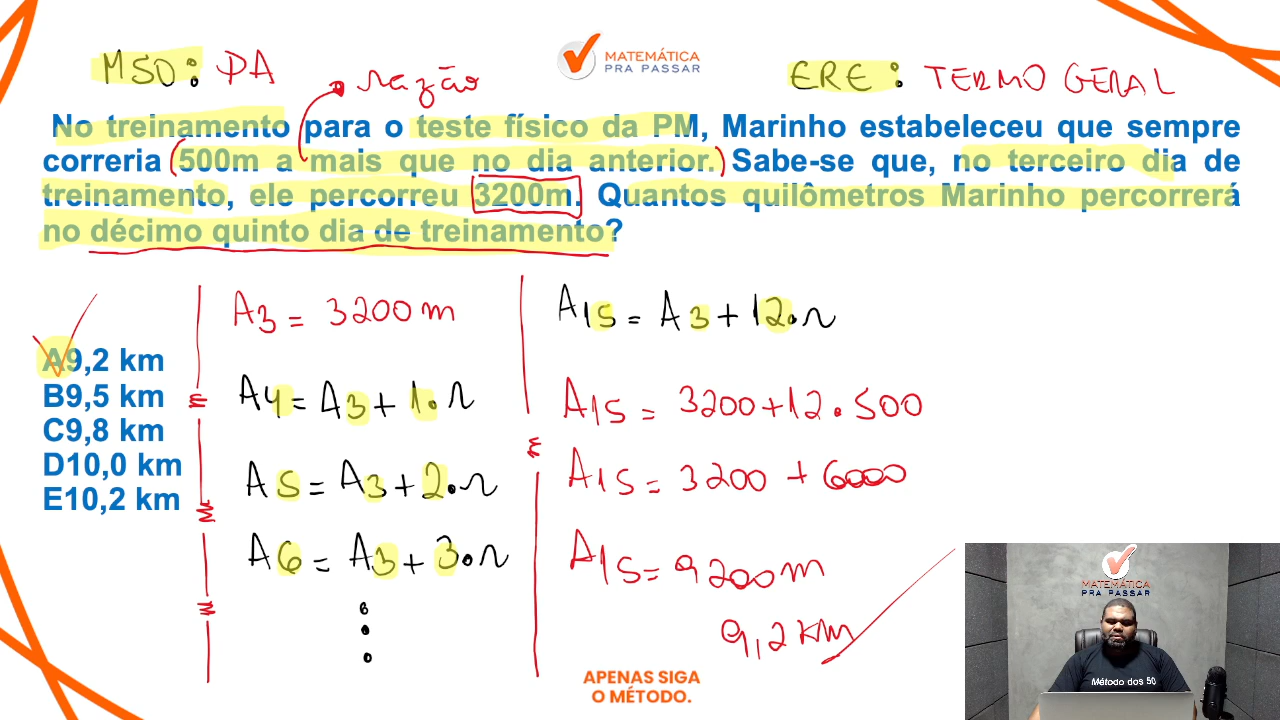 M50: PA
MATEMÁTICA
PRA PASSAR
ERE: TERMO GERAL
razão
No treinamento para o teste físico da PM, Marinho estabeleceu que sempre
correria (500m a mais que no dia anterior.) Sabe-se que, no terceiro dia de
treinamento, ele percorreu 3200m. Quantos quilômetros Marinho percorrerá
no décimo quinto dia de treinamento?
A9,2 km
B9,5 km
C9,8 km
D10,0 km
E10,2 km
A3 = 3200m
A4 = A3 + 1.r
A5 = A3 + 2.r
A6 = A3 + 3.r
A15 = A3 + 12.r
A15 = 3200 + 12.500
A15 = 3200 + 6000
A15 = 9200m
9,2 km
APENAS SIGA
O MÉTODO.
MATEMÁTICA
PRA PASSAR
Método dos 50